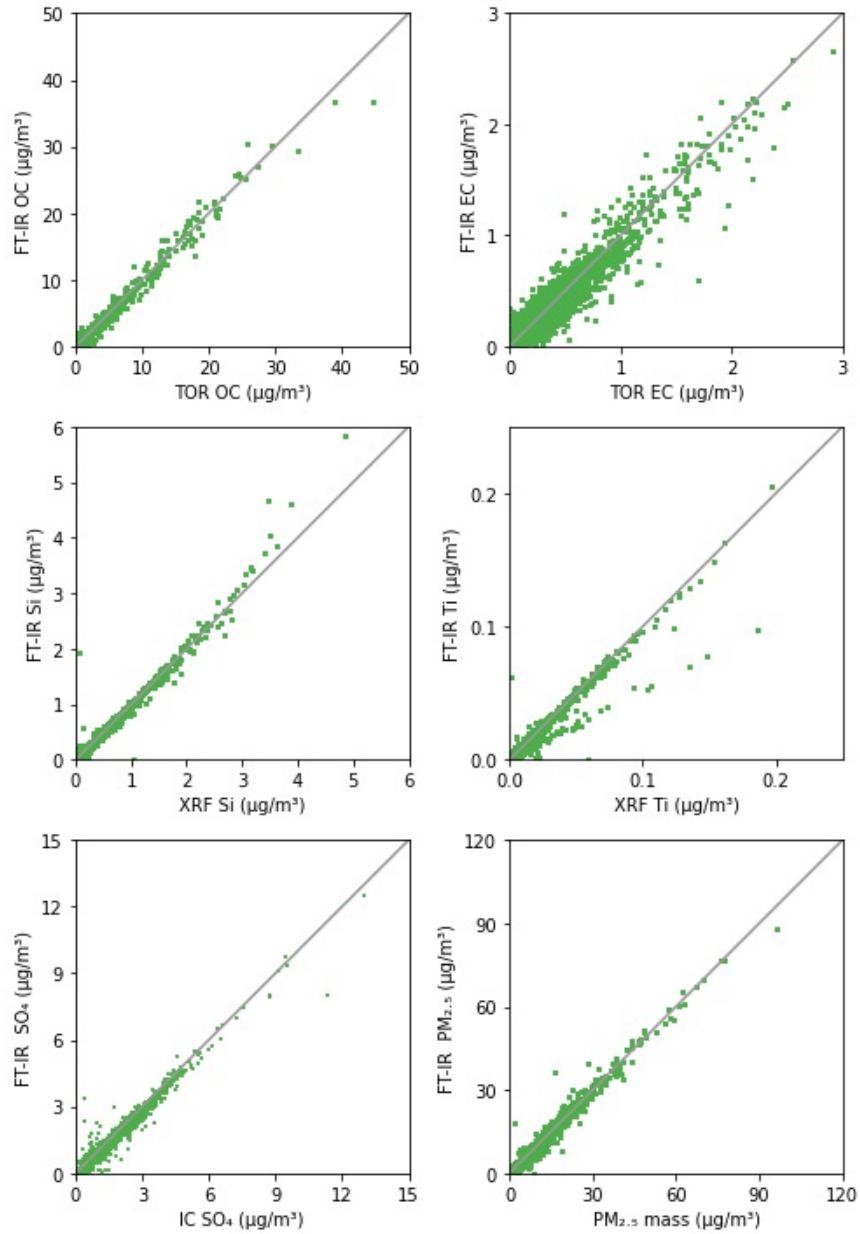 50
40
30
20
10
0
FT-IR OC (µg/m³)
0 10 20 30 40 50
TOR OC (µg/m³)
3
2
1
0
FT-IR EC (µg/m³)
0 1 2 3
TOR EC (µg/m³)
6
5
4
3
2
1
0
FT-IR Si (µg/m³)
0 1 2 3 4 5 6
XRF Si (µg/m³)
0.2
0.1
0.0
FT-IR Ti (µg/m³)
0.0 0.1 0.2
XRF Ti (µg/m³)
15
12
9
6
3
0
FT-IR SO₄ (µg/m³)
0 3 6 9 12 15
IC SO₄ (µg/m³)
120
90
60
30
0
FT-IR PM₂.₅ (µg/m³)
0 30 60 90 120
PM₂.₅ mass (µg/m³)